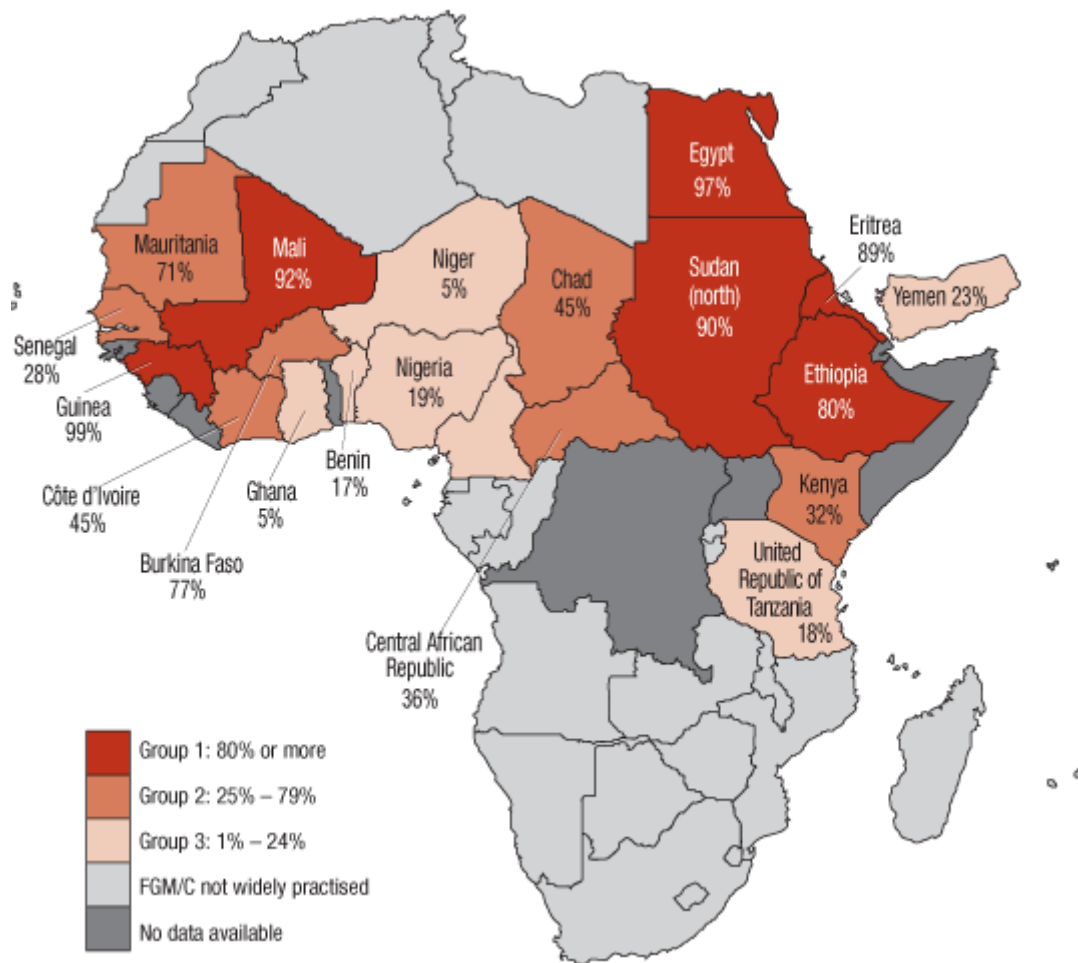 Egypt
97%
Eritrea
89%
Mauritania
71%
Mali
92%
Niger
5%
Chad
45%
Sudan
(north)
90%
Yemen 23%
Senegal
28%
Nigeria
19%
Ethiopia
80%
Guinea
99%
Benin
17%
Ghana
5%
Côte d'Ivoire
45%
Kenya
32%
Burkina Faso
77%
United
Republic of
Tanzania
18%
Central African
Republic
36%
Group 1: 80% or more
Group 2: 25% – 79%
Group 3: 1% – 24%
FGM/C not widely practised
No data available